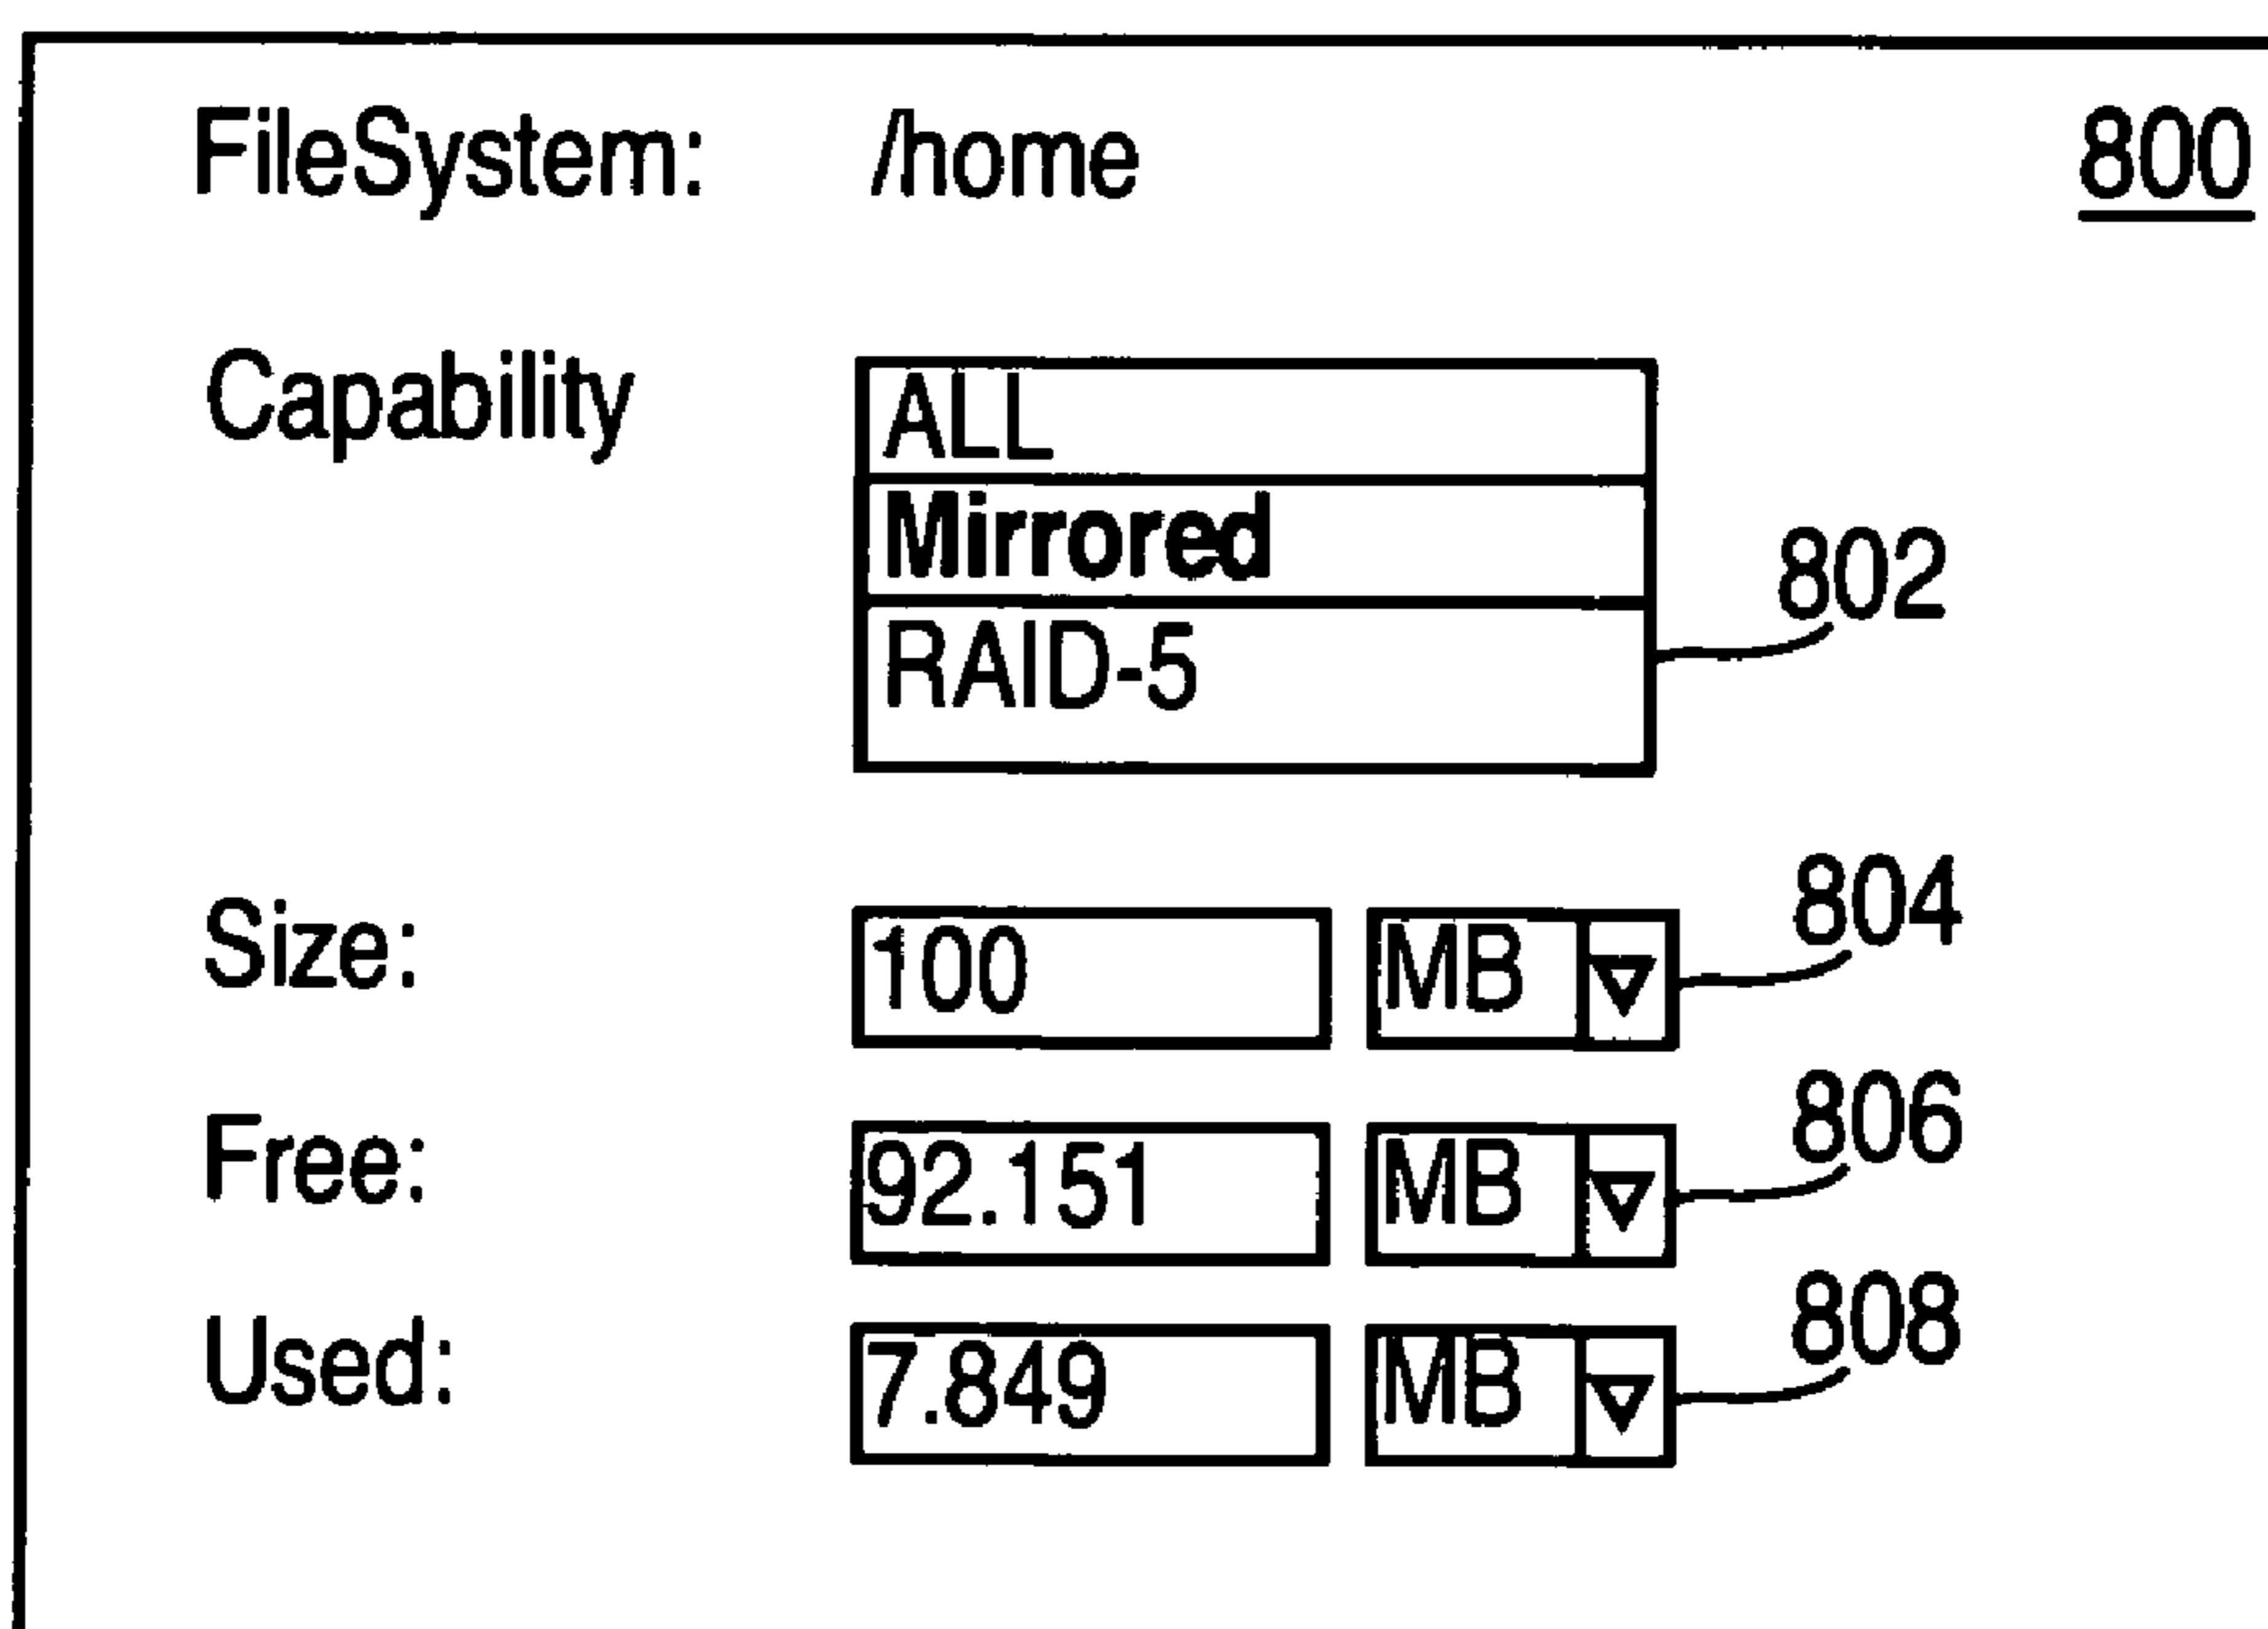 FileSystem: /home 800
Capability ALL
Mirrored
802
RAID-5
804
Size: 100 MB
806
Free: 92.151 MB
808
Used: 7.849 MB